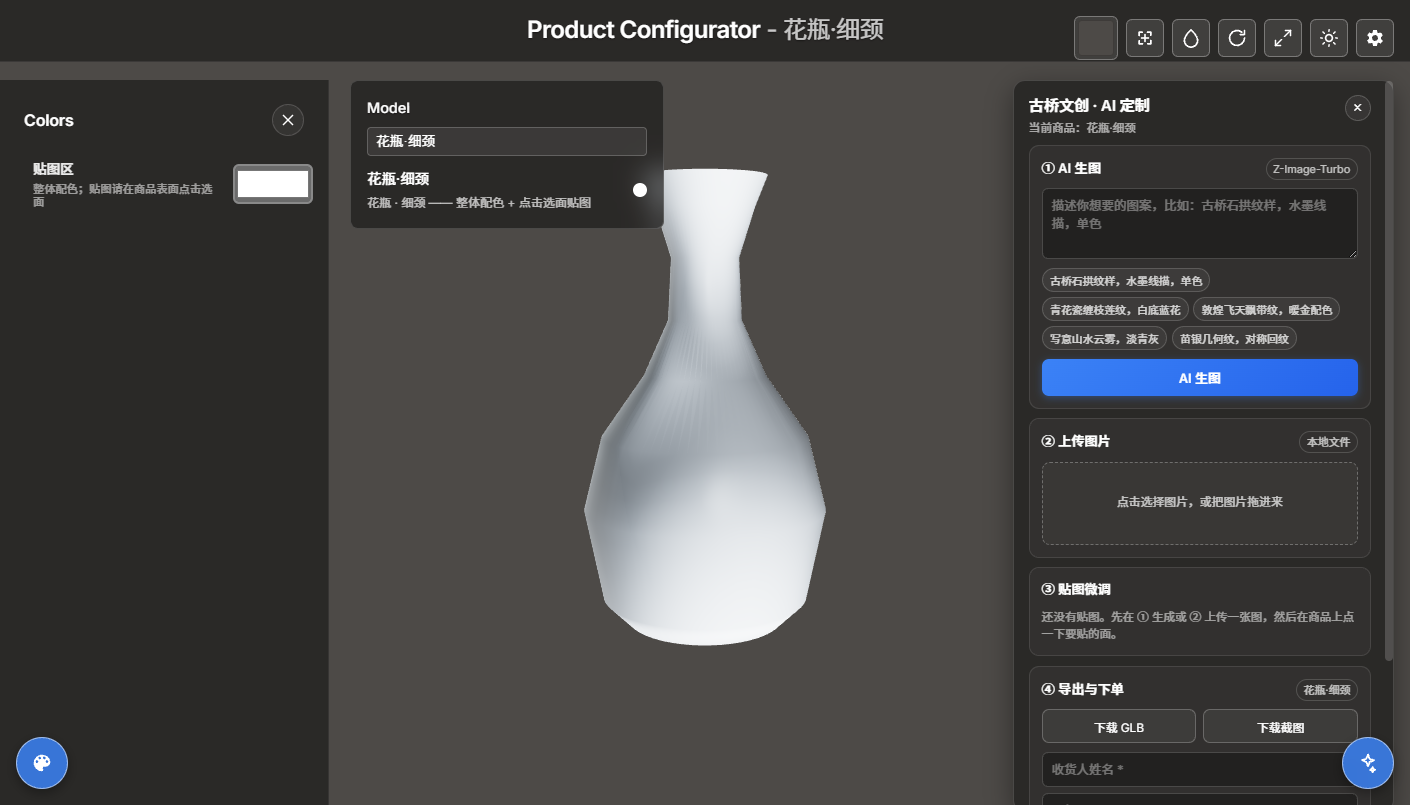 Product Configurator - 花瓶·细颈
Colors
贴图区
整体配色；贴图请在商品表面点击选
面
Model
花瓶·细颈
花瓶·细颈
花瓶 · 细颈 —— 整体配色 + 点击选面贴图
古桥文创 · AI 定制
当前商品：花瓶·细颈
① AI 生图
Z-Image-Turbo
描述你想要的图案，比如：古桥石拱纹样，水墨线
描，单色
古桥石拱纹样，水墨线描，单色
青花瓷缠枝莲纹，白底蓝花
敦煌飞天飘带纹，暖金配色
写意山水云雾，淡青灰
苗银几何纹，对称回纹
AI 生图
② 上传图片
本地文件
点击选择图片，或把图片拖进来
③ 贴图微调
还没有贴图。先在 ① 生成或 ② 上传一张图，然后在商品上点
一下要贴的面。
④ 导出与下单
花瓶·细颈
下载 GLB
下载截图
收货人姓名 *